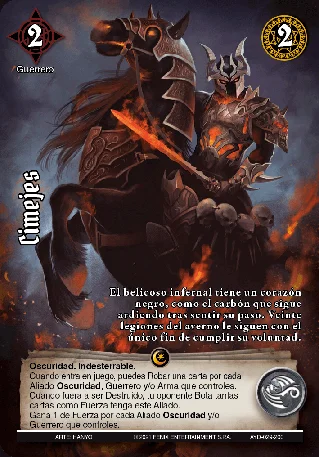 2
2
Guerrero
Cimejes
El belicoso infernal tiene un corazón
negro, como el carbón que sigue
ardiendo tras sentir su paso. Veinte
legiones del averno le siguen con el
único fin de cumplir su voluntad.
Oscuridad. Indesterrable.
Cuando entra en juego, puedes Robar una carta por cada
Aliado Oscuridad, Guerrero y/o Arma que controles.
Cuando fuera a ser Destruido, tu oponente Bota tantas
cartas como Fuerza tenga este Aliado.
Gana 1 de Fuerza por cada Aliado Oscuridad y/o
Guerrero que controles.
ENTERTAINMENT S.P.A.